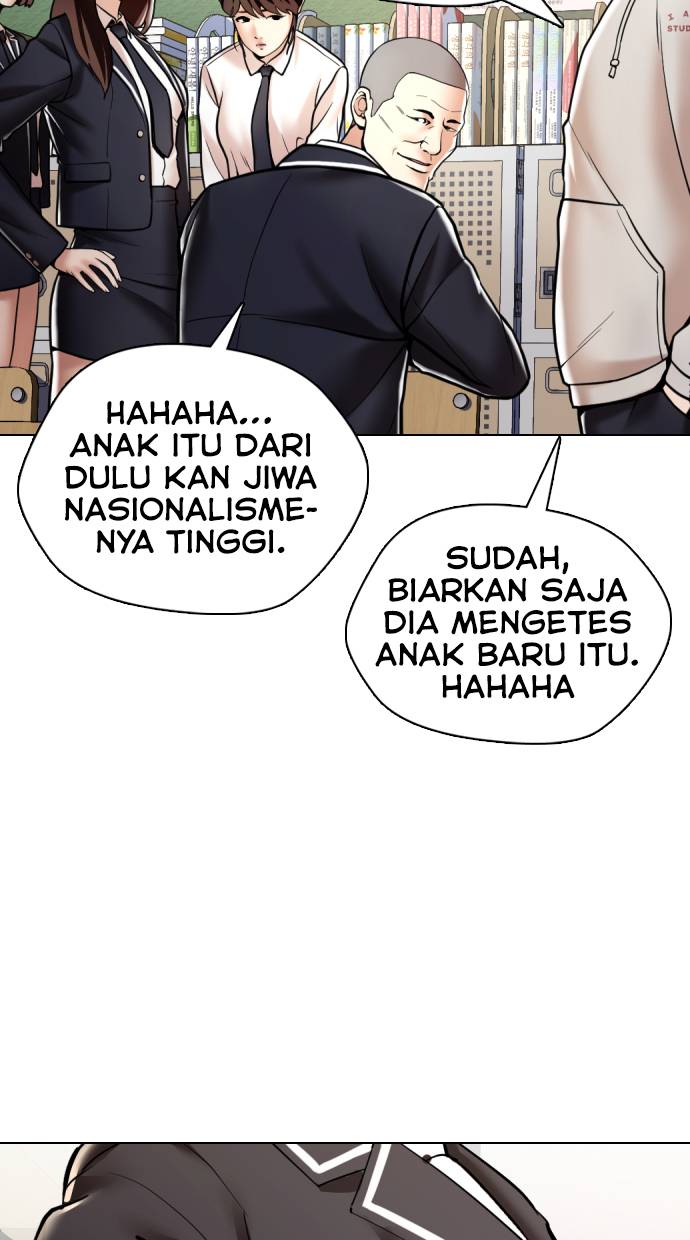 I A
STUD
HAHAHA...
ANAK ITU DARI
DULU KAN JIWA
NASIONALISME-
NYA TINGGI.
SUDAH,
BIARKAN SAJA
DIA MENGETES
ANAK BARU ITU.
HAHAHA